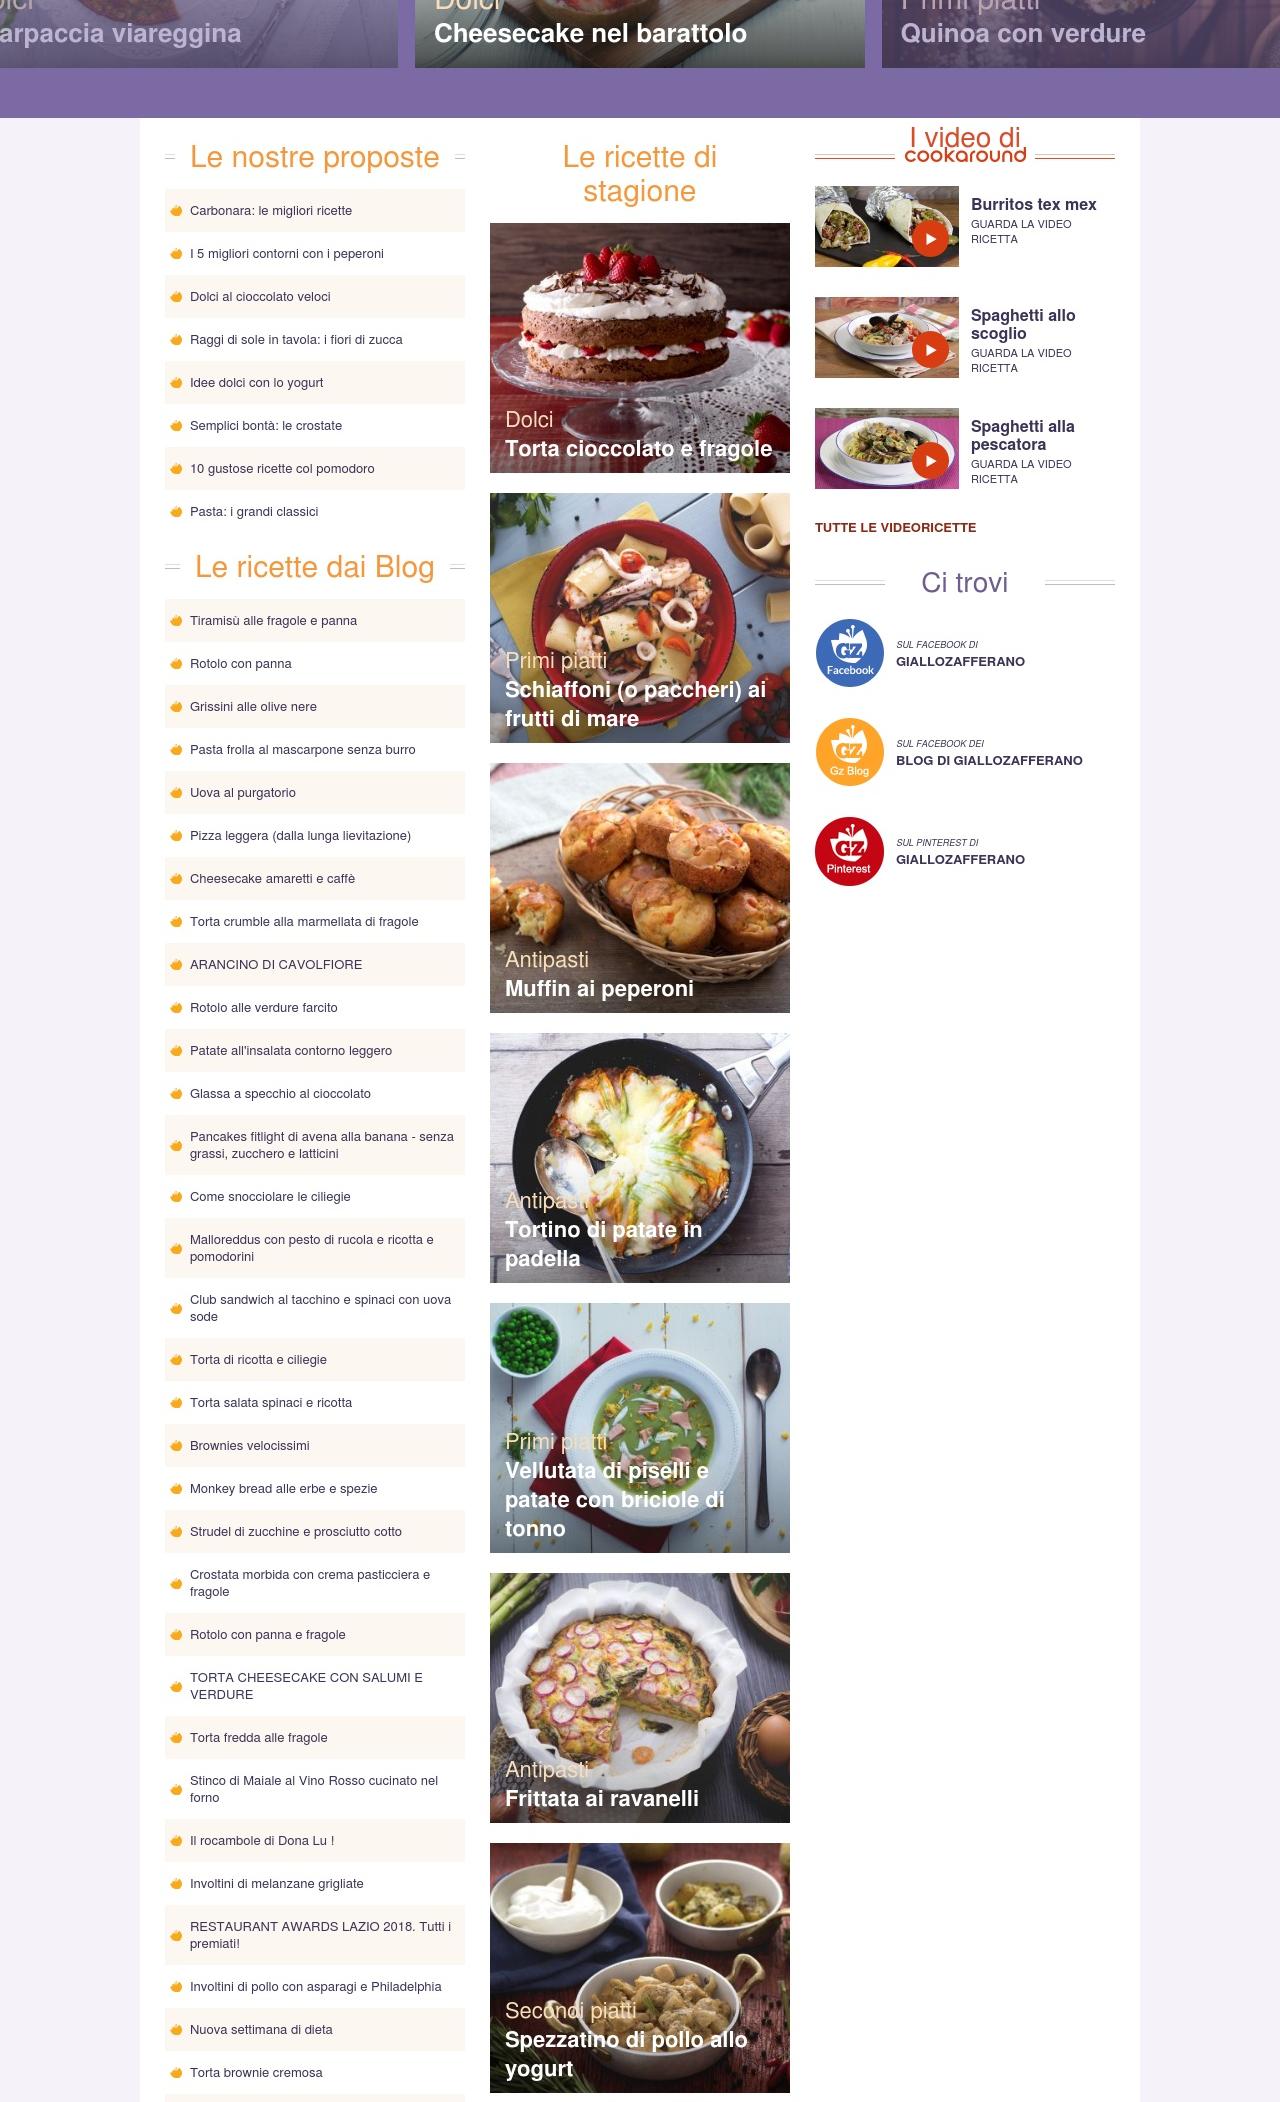 Dolci
Cheesecake nel barattolo
Primi piatti
Quinoa con verdure
Le nostre proposte
Carbonara: le migliori ricette
I 5 migliori contorni con i peperoni
Dolci al cioccolato veloci
Raggi di sole in tavola: i fiori di zucca
Idee dolci con lo yogurt
Semplici bontà: le crostate
10 gustose ricette col pomodoro
Pasta: i grandi classici
Le ricette dai Blog
Tiramisù alle fragole e panna
Rotolo con panna
Grissini alle olive nere
Pasta frolla al mascarpone senza burro
Uova al purgatorio
Pizza leggera (dalla lunga lievitazione)
Cheesecake amaretti e caffè
Torta crumble alla marmellata di fragole
ARANCINO DI CAVOLFIORE
Rotolo alle verdure farcito
Patate all'insalata contorno leggero
Glassa a specchio al cioccolato
Pancakes fitlight di avena alla banana - senza
grassi, zucchero e latticini
Come snocciolare le ciliegie
Malloreddus con pesto di rucola e ricotta e
pomodorini
Club sandwich al tacchino e spinaci con uova
sode
Torta di ricotta e ciliegie
Torta salata spinaci e ricotta
Brownies velocissimi
Monkey bread alle erbe e spezie
Strudel di zucchine e prosciutto cotto
Crostata morbida con crema pasticciera e
fragole
Rotolo con panna e fragole
TORTA CHEESECAKE CON SALUMI E
VERDURE
Torta fredda alle fragole
Stinco di Maiale al Vino Rosso cucinato nel
forno
Il rocambole di Dona Lu !
Involtini di melanzane grigliate
RESTAURANT AWARDS LAZIO 2018. Tutti i
premiati!
Involtini di pollo con asparagi e Philadelphia
Nuova settimana di dieta
Torta brownie cremosa
Le ricette di
stagione
Dolci
Torta cioccolato e fragole
Primi piatti
Schiaffoni (o paccheri) ai
frutti di mare
Antipasti
Muffin ai peperoni
Antipasti
Tortino di patate in
padella
Primi piatti
Vellutata di piselli e
patate con briciole di
tonno
Antipasti
Frittata ai ravanelli
Secondi piatti
Spezzatino di pollo allo
yogurt
I video di
cookaround
Burritos tex mex
GUARDA LA VIDEO
RICETTA
Spaghetti allo
scoglio
GUARDA LA VIDEO
RICETTA
Spaghetti alla
pescatora
GUARDA LA VIDEO
RICETTA
TUTTE LE VIDEORICETTE
Ci trovi
GZ
Facebook
SUL FACEBOOK DI
GIALLOZAFFERANO
GZ
Gz Blog
SUL FACEBOOK DEI
BLOG DI GIALLOZAFFERANO
GZ
Pinterest
SUL PINTEREST DI
GIALLOZAFFERANO